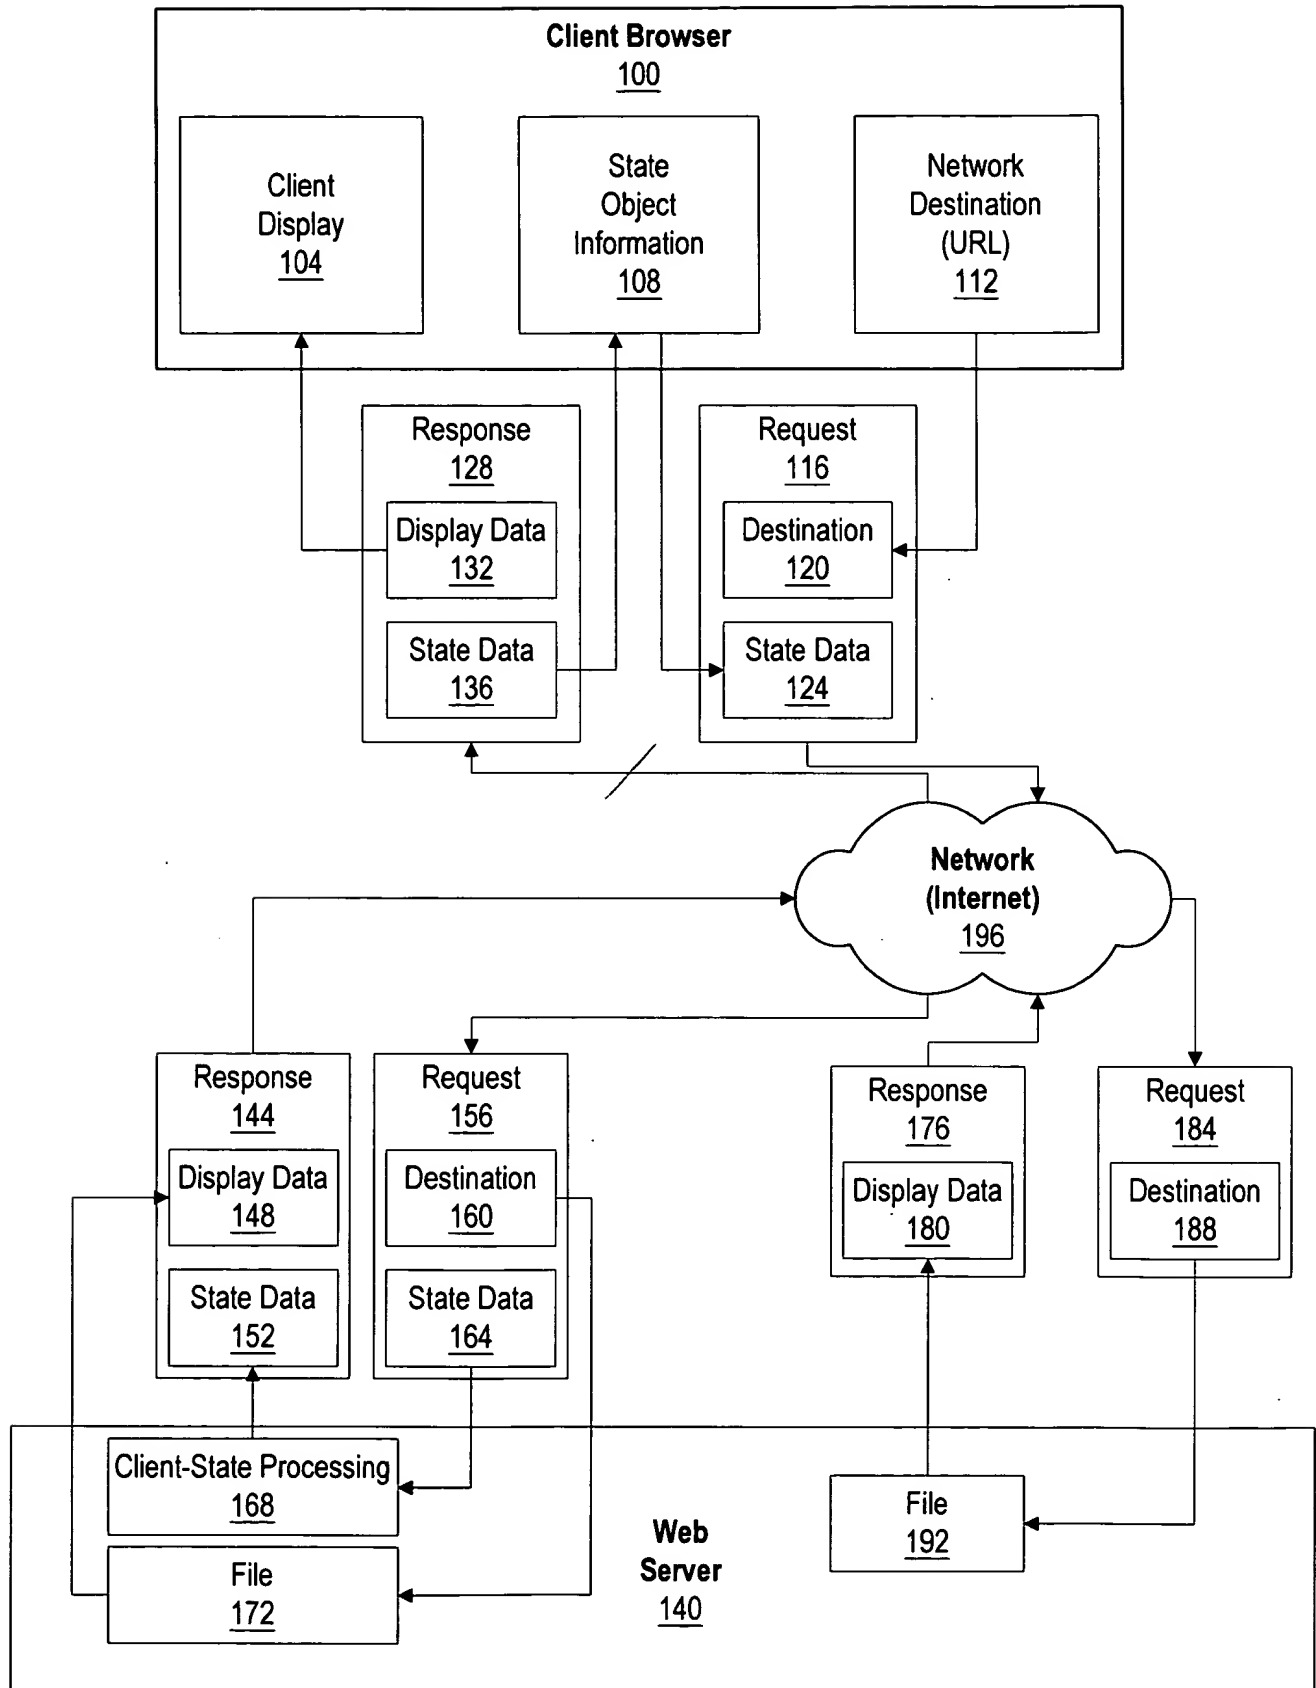 Client Browser
100
Client
Display
104
State
Object
Information
108
Network
Destination
(URL)
112
Response
128
Display Data
132
State Data
136
Request
116
Destination
120
State Data
124
Network
(Internet)
196
Response
144
Display Data
148
State Data
152
Request
156
Destination
160
State Data
164
Response
176
Display Data
180
Request
184
Destination
188
Client-State Processing
168
File
172
Web
Server
140
File
192